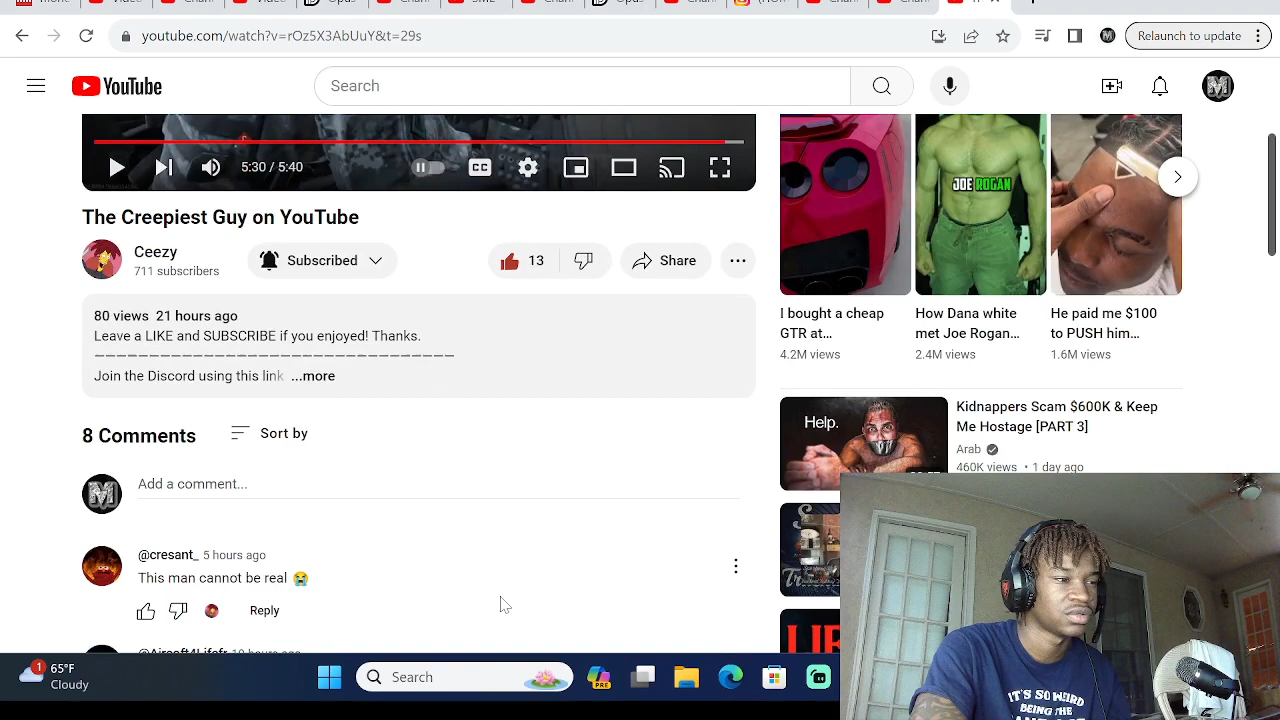 youtube.com/watch?v=rOz5X3AbUuY&t=29s
Relaunch to update
YouTube
Search
5:30 / 5:40
CC
JOE ROGAN
The Creepiest Guy on YouTube
Ceezy
711 subscribers
Subscribed
13
Share
80 views 21 hours ago
Leave a LIKE and SUBSCRIBE if you enjoyed! Thanks.
Join the Discord using this link ...more
8 Comments
Sort by
Add a comment...
@cresant_ 5 hours ago
This man cannot be real 😭
Reply
I bought a cheap
GTR at...
4.2M views
How Dana white
met Joe Rogan...
2.4M views
He paid me $100
to PUSH him...
1.6M views
Help.
Kidnappers Scam $600K & Keep
Me Hostage [PART 3]
Arab
460K views • 1 day ago
1
65°F
Cloudy
Search
PRE
IT'S SO WEIRD
BEING THE